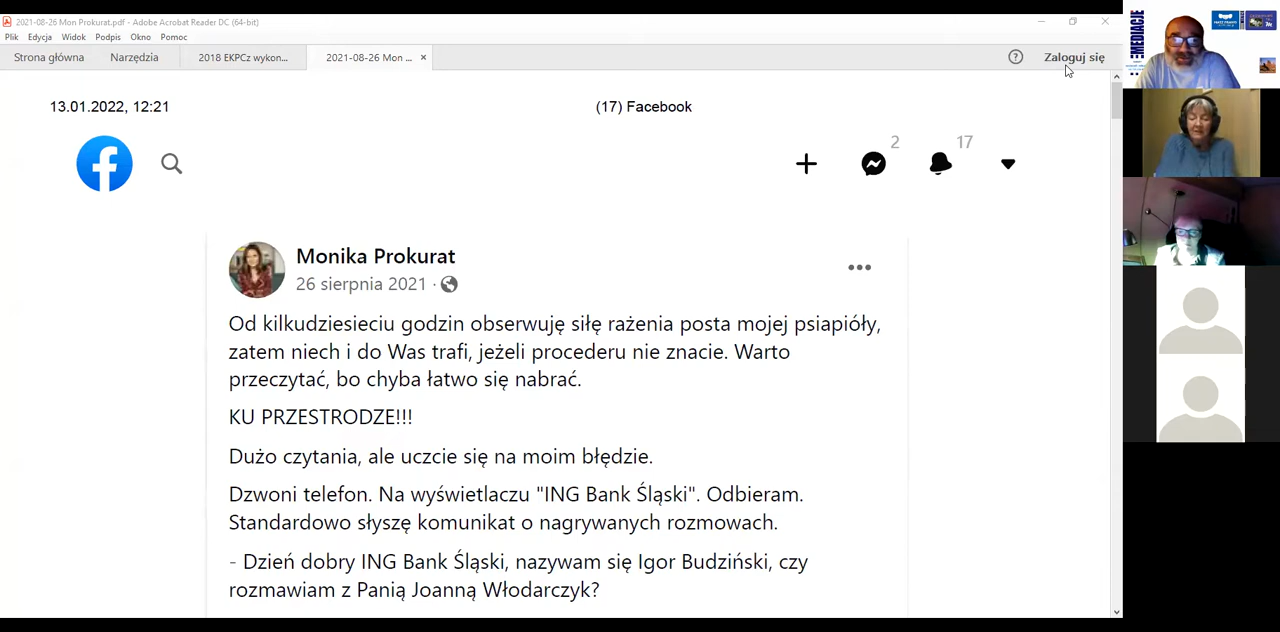 2021-08-26 Mon Prokurat.pdf - Adobe Acrobat Reader DC (64-bit)
Plik Edycja Widok Podpis Okno Pomoc
Strona główna Narzędzia 2018 EKPCz wykon... 2021-08-26 Mon ... × Zaloguj się
13.01.2022, 12:21 (17) Facebook
2 17
Monika Prokurat
26 sierpnia 2021 ·
Od kilkudziesieciu godzin obserwuję siłę rażenia posta mojej psiapióły,
zatem niech i do Was trafi, jeżeli procederu nie znacie. Warto
przeczytać, bo chyba łatwo się nabrać.
KU PRZESTRODZE!!!
Dużo czytania, ale uczcie się na moim błędzie.
Dzwoni telefon. Na wyświetlaczu "ING Bank Śląski". Odbieram.
Standardowo słyszę komunikat o nagrywanych rozmowach.
- Dzień dobry ING Bank Śląski, nazywam się Igor Budziński, czy
rozmawiam z Panią Joanną Włodarczyk?
MEDIACJE